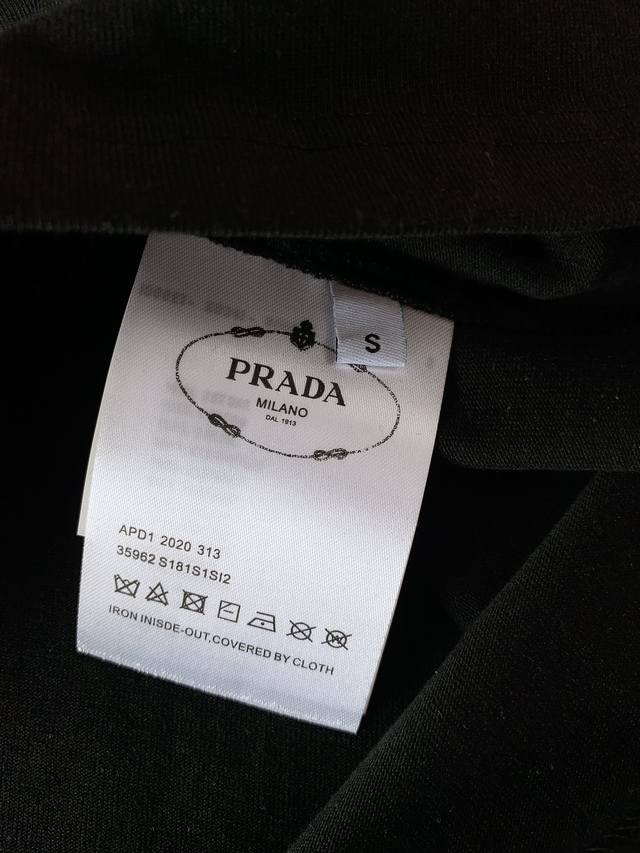 S
PRADA
MILANO
DAL 1913
APD1 2020 313
35962 S181S1SI2
IRON INISDE-OUT,COVERED BY CLOTH